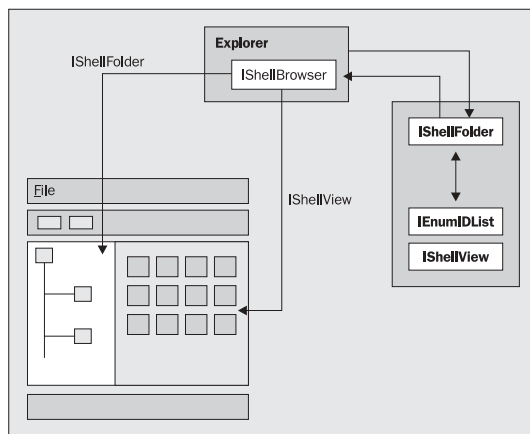 Explorer
IShellFolder
IShellBrowser
IShellFolder
File
IShellView
IEnumIDList
IShellView